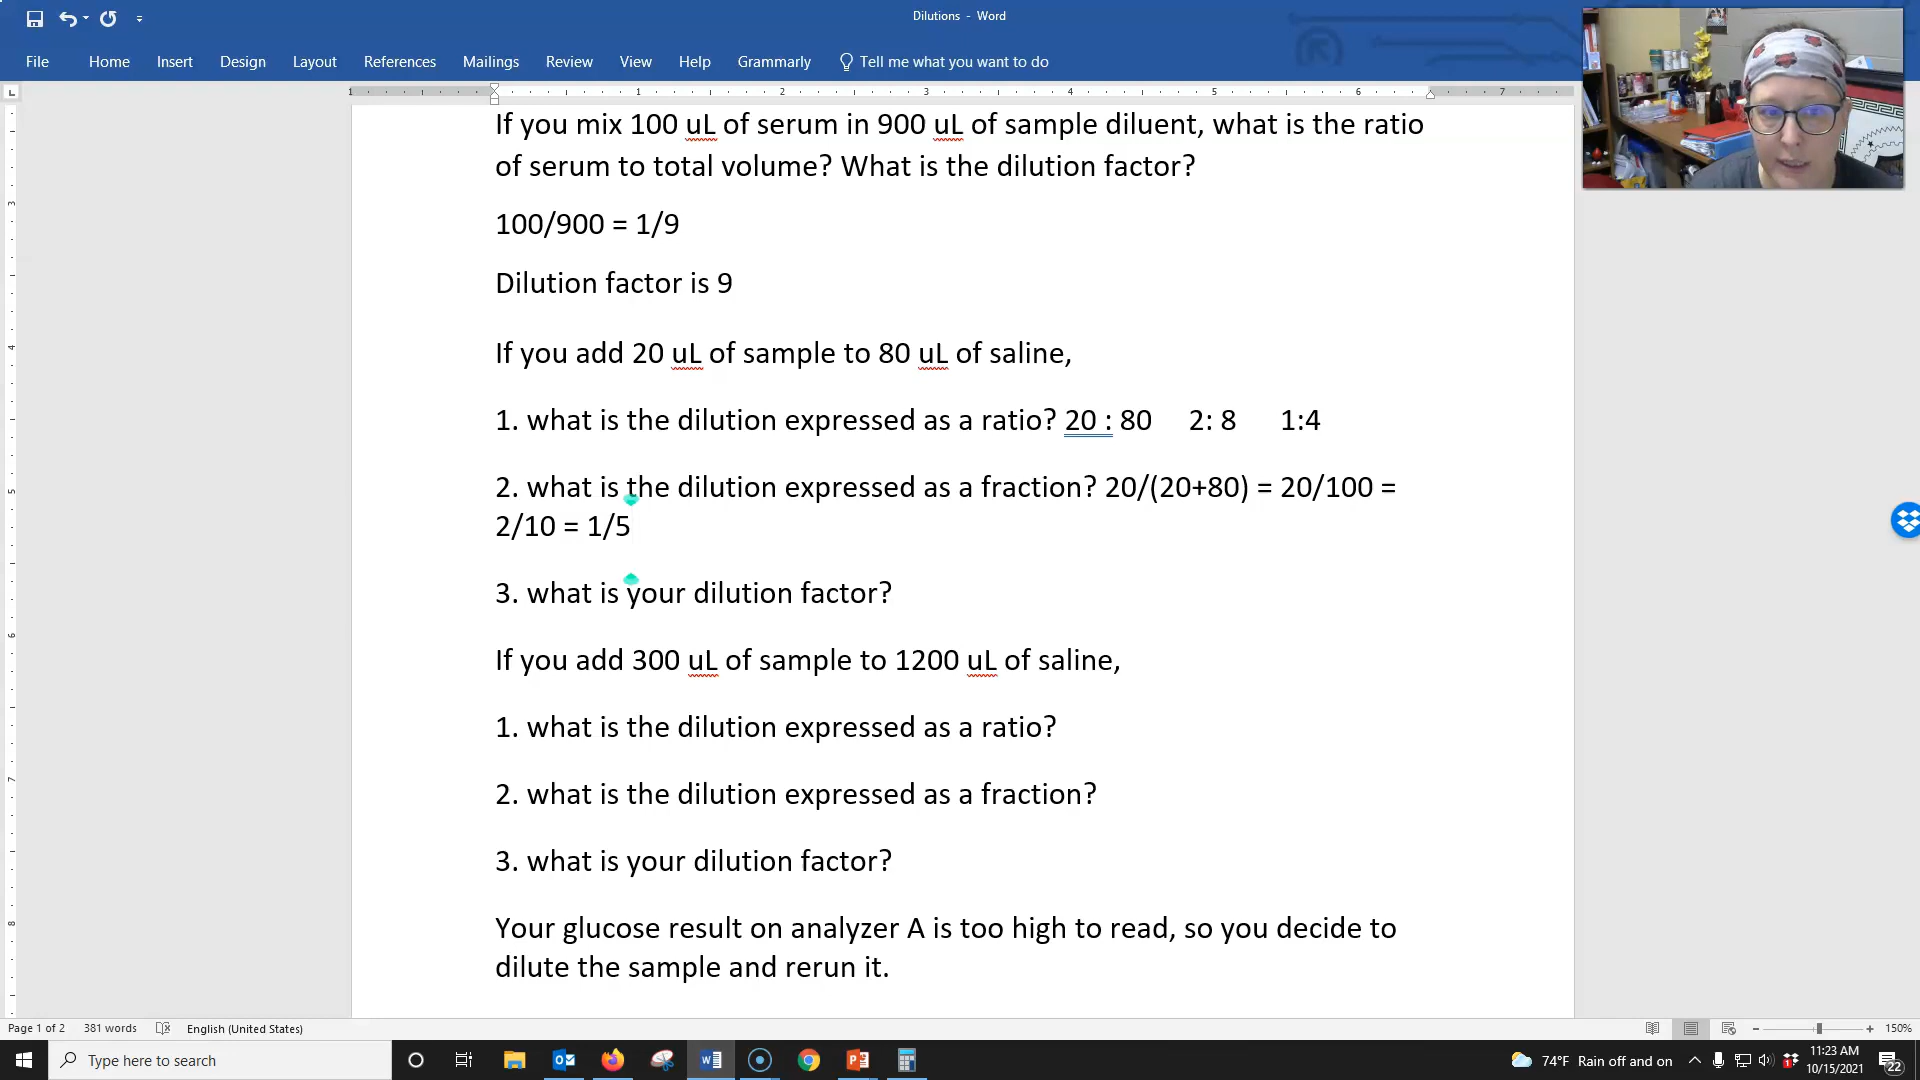 Dilutions - Word
File Home Insert Design Layout References Mailings Review View Help Grammarly Tell me what you want to do
1 1 2 3 4 5 6 7
If you mix 100 uL of serum in 900 uL of sample diluent, what is the ratio
of serum to total volume? What is the dilution factor?
100/900 = 1/9
Dilution factor is 9
If you add 20 uL of sample to 80 uL of saline,
1. what is the dilution expressed as a ratio? 20 : 80 2: 8 1:4
2. what is the dilution expressed as a fraction? 20/(20+80) = 20/100 =
2/10 = 1/5
3. what is your dilution factor?
If you add 300 uL of sample to 1200 uL of saline,
1. what is the dilution expressed as a ratio?
2. what is the dilution expressed as a fraction?
3. what is your dilution factor?
Your glucose result on analyzer A is too high to read, so you decide to
dilute the sample and rerun it.
Page 1 of 2 381 words English (United States) 150%
Type here to search
74°F Rain off and on
11:23 AM
10/15/2021
22